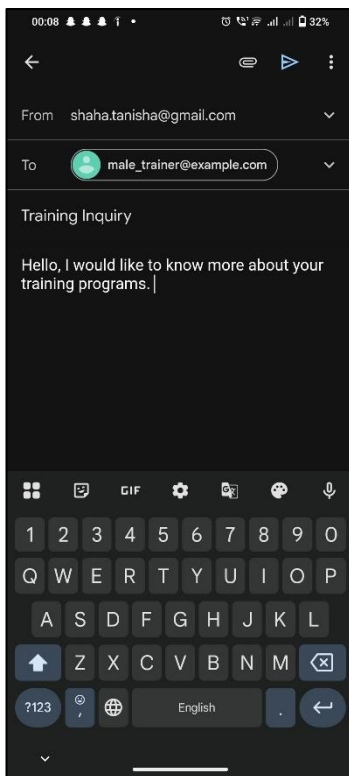 00:08 32%
From shaha.tanisha@gmail.com
To male_trainer@example.com
Training Inquiry
Hello, I would like to know more about your
training programs.
GIF
1 2 3 4 5 6 7 8 9 0
Q W E R T Y U I O P
A S D F G H J K L
Z X C V B N M
?123 , English .